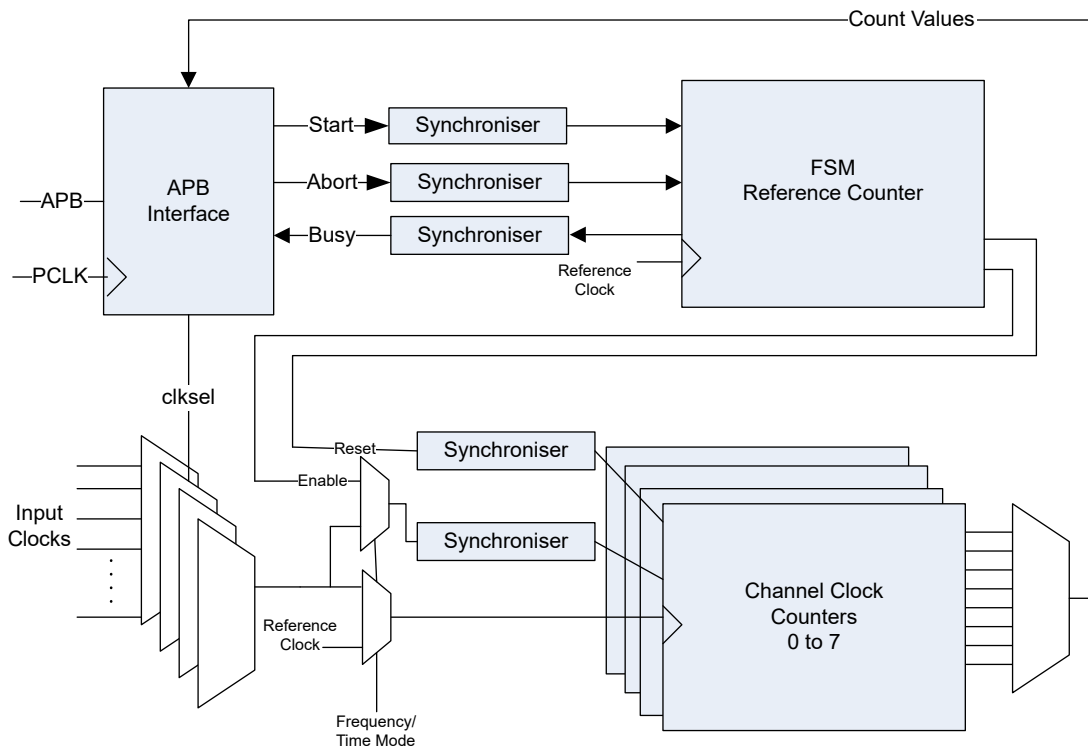 Count Values
Start
Synchroniser
FSM
Reference Counter
APB
Interface
Abort
Synchroniser
APB
Busy
Synchroniser
PCLK
Reference
Clock
clksel
Reset
Synchroniser
Enable
Input
Clocks
Synchroniser
Channel Clock
Counters
0 to 7
Reference
Clock
Frequency/
Time Mode